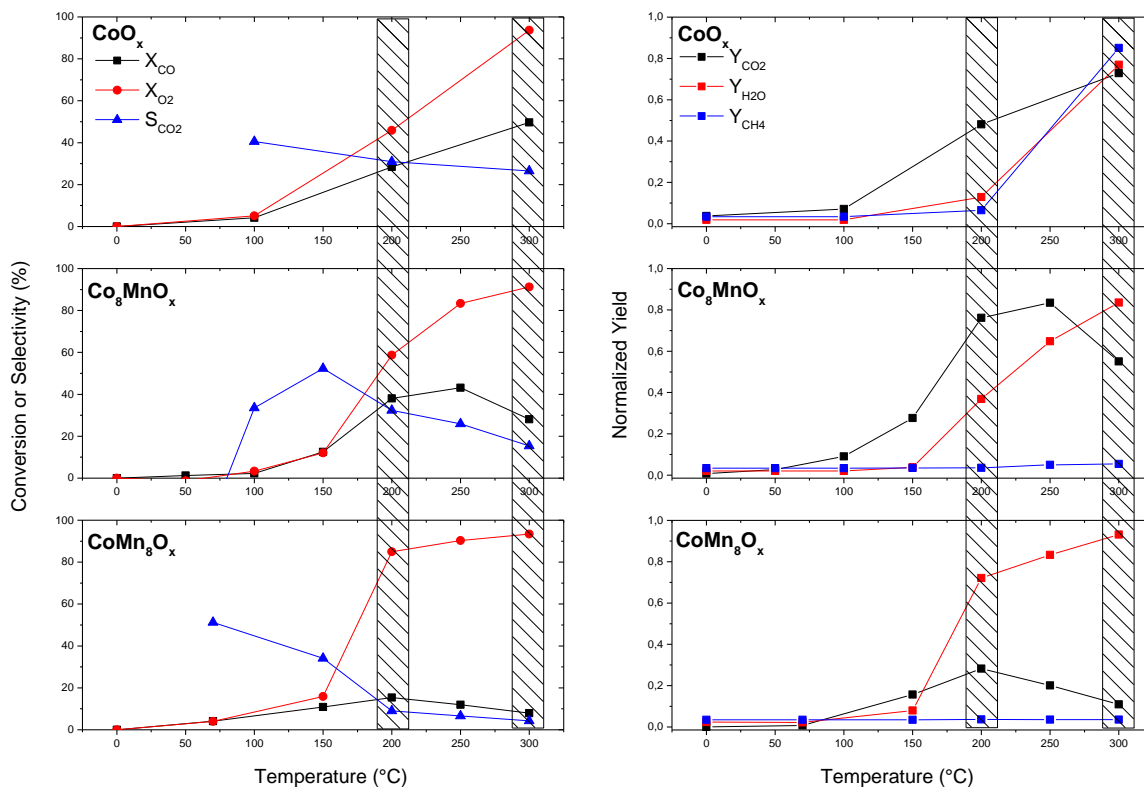 Conversion or Selectivity (%)
CoOx
XCO
XO2
SCO2
100
80
60
40
20
0
0 50 100 150 200 250 300
Co8MnOx
100
80
60
40
20
0
0 50 100 150 200 250 300
CoMn8Ox
100
80
60
40
20
0
0 50 100 150 200 250 300
Temperature (°C)
Normalized Yield
CoOx
YCO2
YH2O
YCH4
1,0
0,8
0,6
0,4
0,2
0,0
0 50 100 150 200 250 300
Co8MnOx
1,0
0,8
0,6
0,4
0,2
0,0
0 50 100 150 200 250 300
CoMn8Ox
1,0
0,8
0,6
0,4
0,2
0,0
0 50 100 150 200 250 300
Temperature (°C)